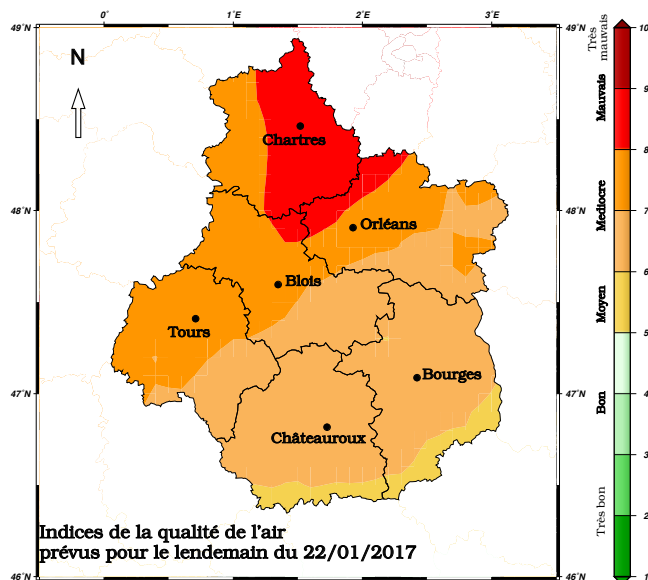 0°
1°E
2°E
3°E
49°N
49°N
N
48°N
48°N
47°N
47°N
46°N
46°N
Chartres
Orléans
Blois
Tours
Bourges
Châteauroux
Indices de la qualité de l'air
prévus pour le lendemain du 22/01/2017
Très
mauvais
Mauvais
Médiocre
Moyen
Bon
Très bon
10
9
8
7
6
5
4
3
2
1